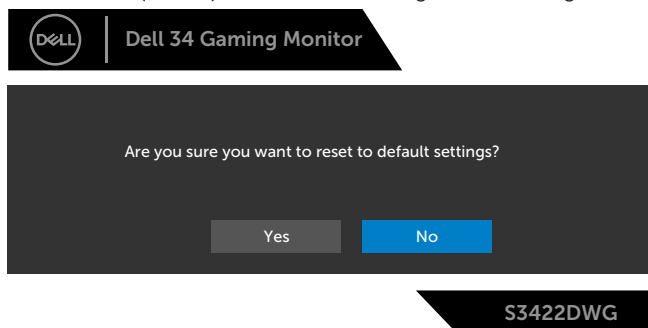 DELL
Dell 34 Gaming Monitor
Are you sure you want to reset to default settings?
Yes
No
S3422DWG